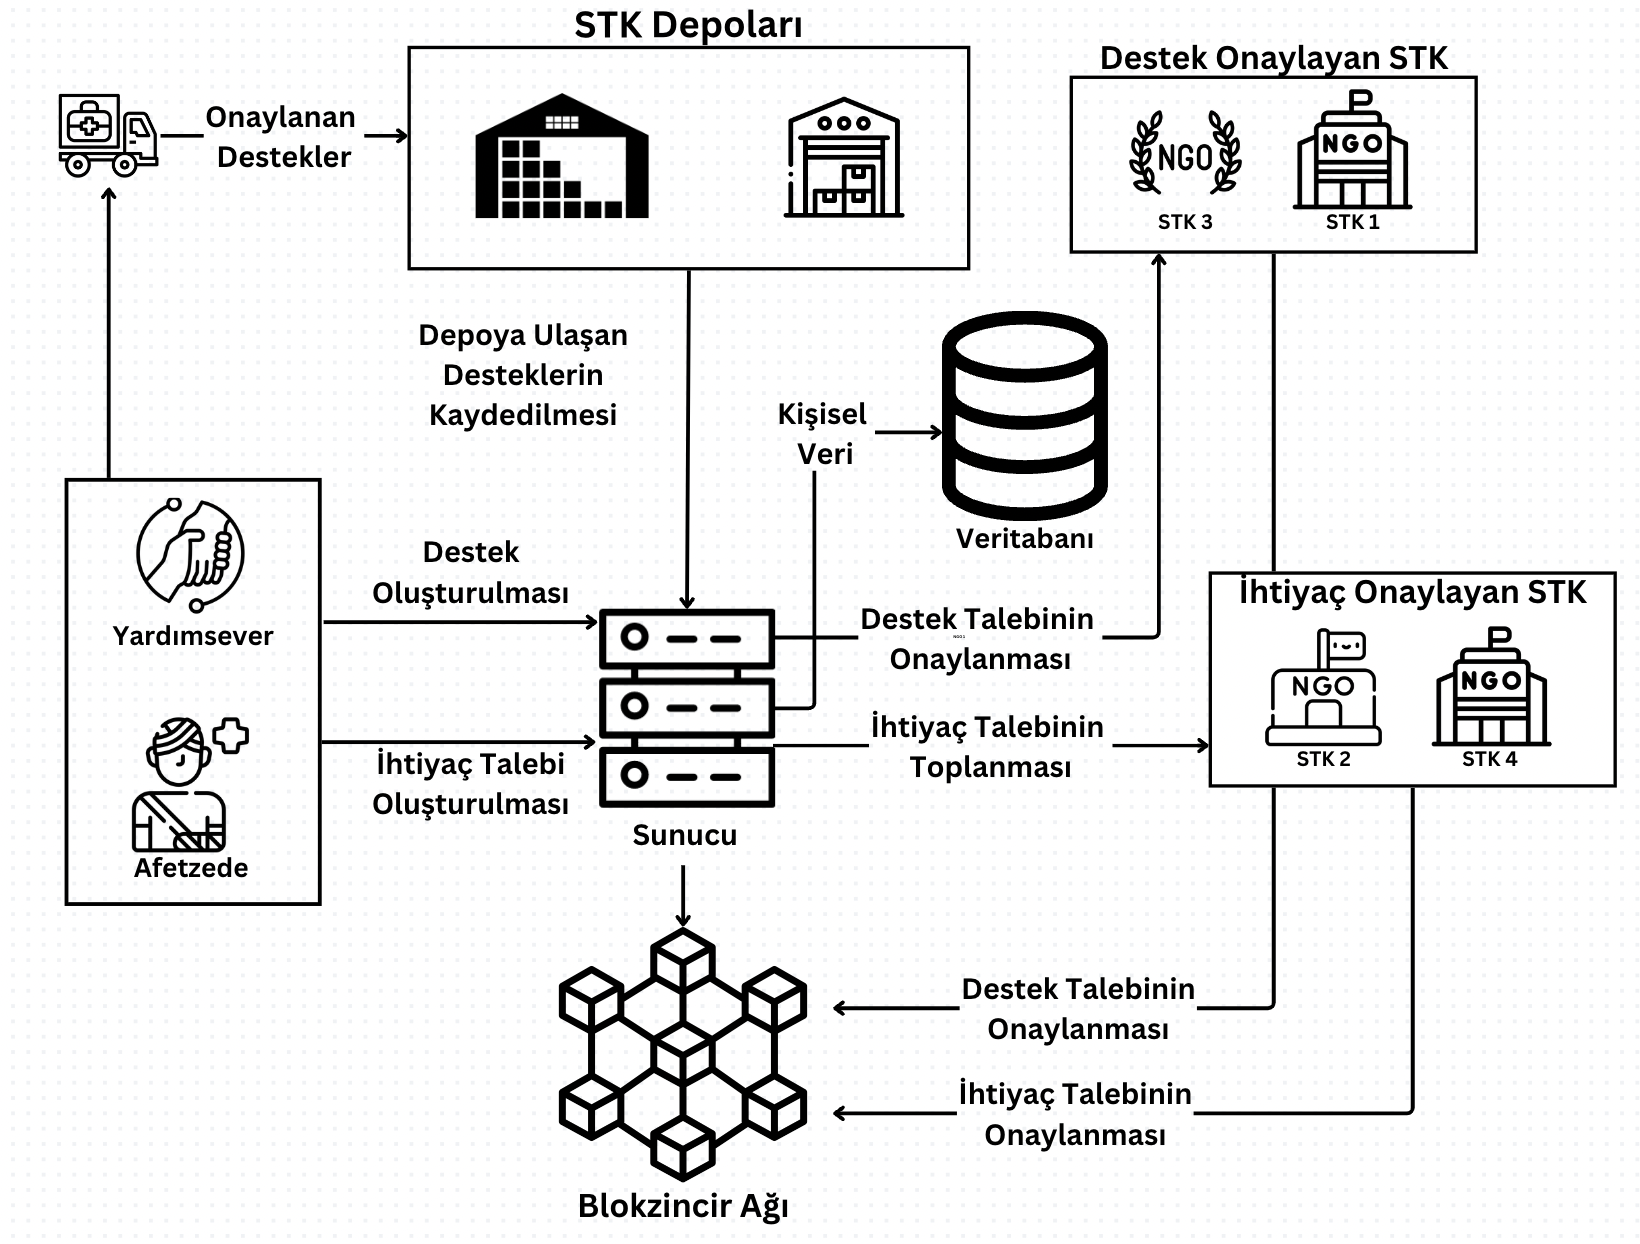 STK Depoları
Destek Onaylayan STK
Onaylanan
Destekler
NGO
NGO
STK 3
STK 1
Depoya Ulaşan
Desteklerin
Kaydedilmesi
Kişisel
Veri
Veritabanı
Destek
Oluşturulması
Yardımsever
Destek Talebinin
Onaylanması
İhtiyaç Onaylayan STK
NGO
NGO
STK 2
STK 4
İhtiyaç Talebinin
Toplanması
İhtiyaç Talebi
Oluşturulması
Afetzede
Sunucu
Destek Talebinin
Onaylanması
İhtiyaç Talebinin
Onaylanması
Blokzincir Ağı